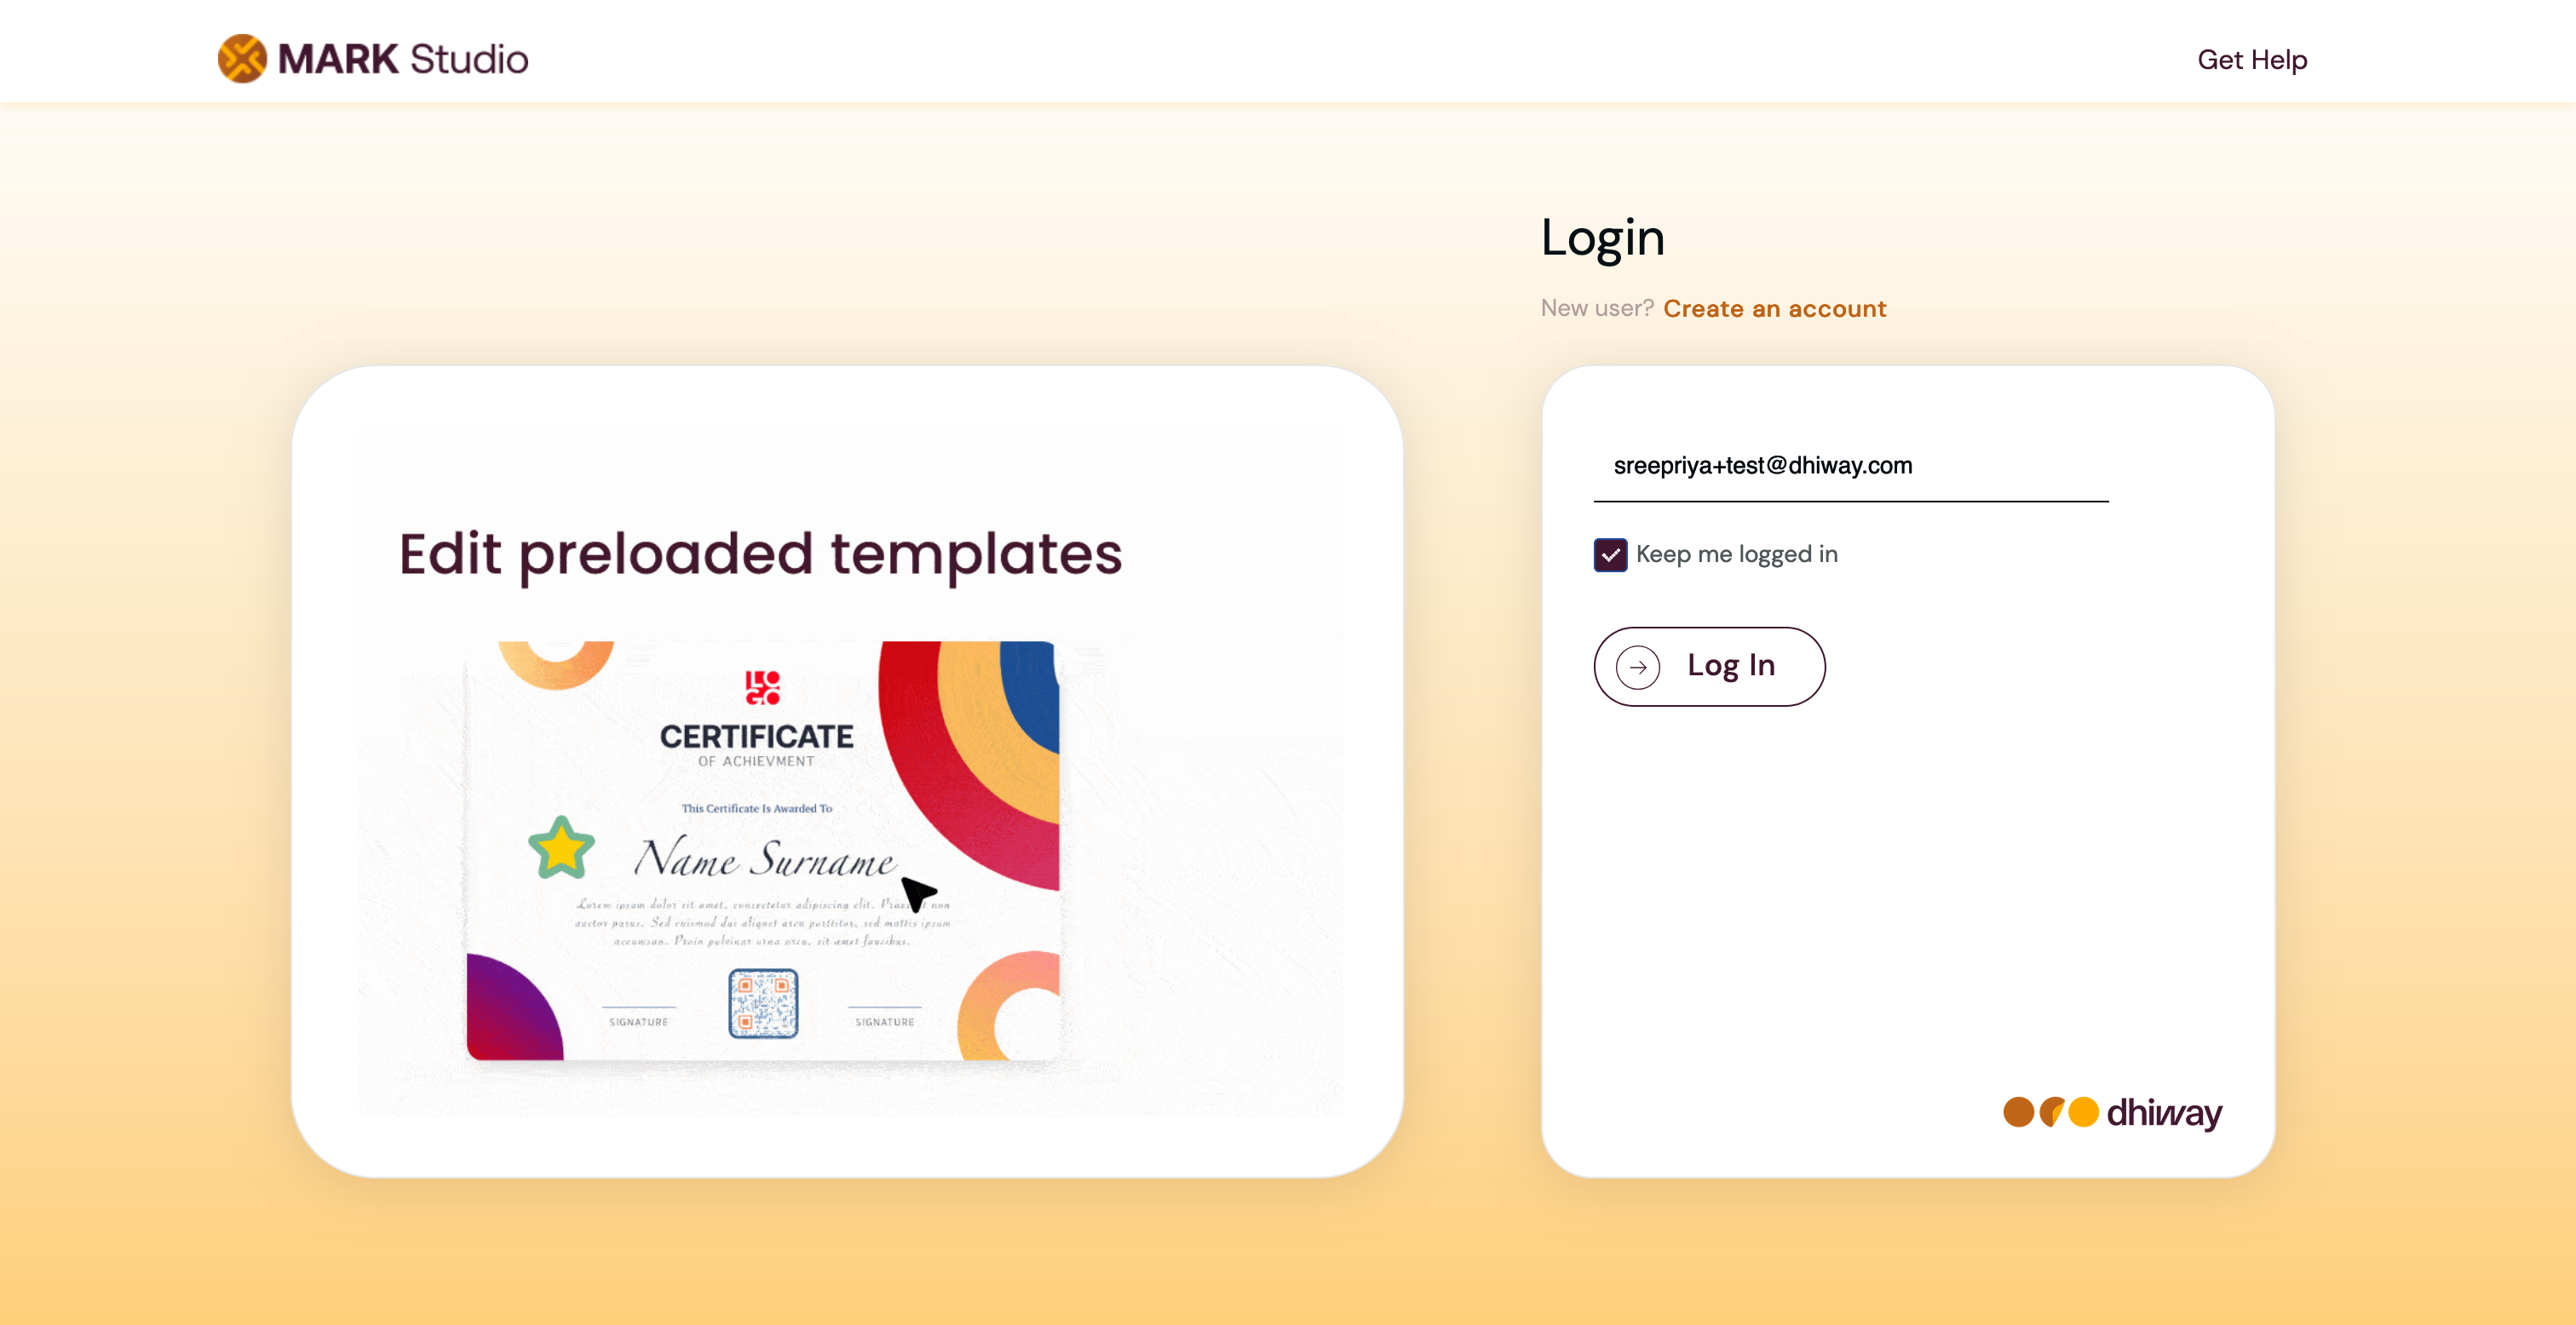 MARK Studio
Get Help
Login
New user? Create an account
Edit preloaded templates
LOGO
CERTIFICATE
OF ACHIEVMENT
This Certificate Is Awarded To
Name Surname
Lorem ipsum dolor sit amet, consectetur adipiscing elit. non
auctor purus. Sed euismod dui aliquet arcu porttitor, sed mattis ipsum
accumsan. Proin pulvinar urna arcu, sit amet faucibus.
SIGNATURE
SIGNATURE
sreepriya+test@dhiway.com
Keep me logged in
Log In
dhiway